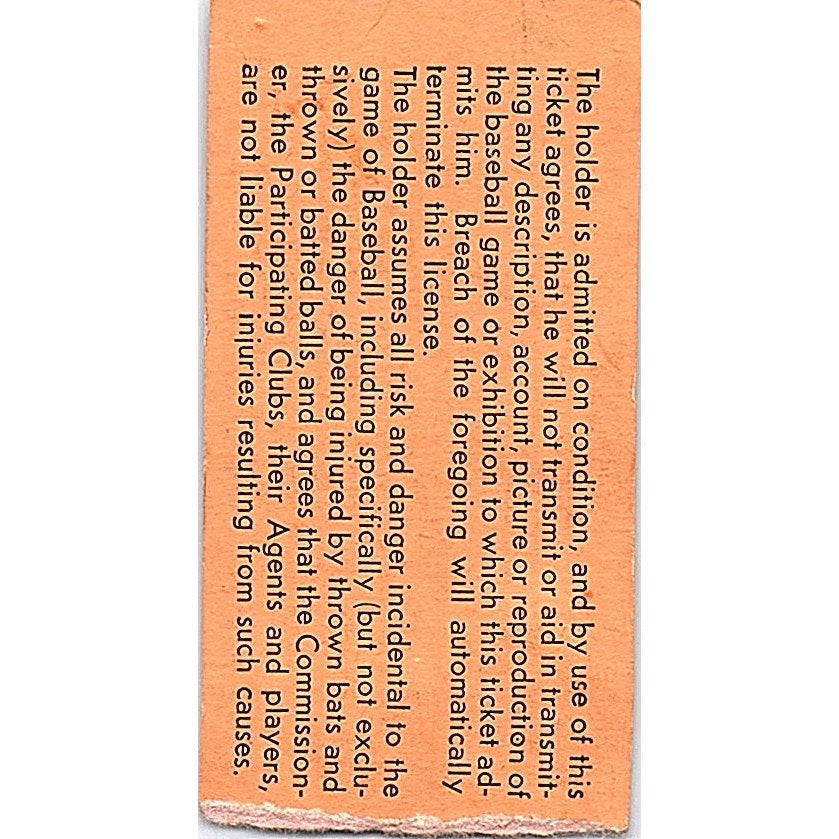 The holder is admitted on condition, and by use of this
ticket agrees, that he will not transmit or aid in transmit-
ting any description, account, picture or reproduction of
the baseball game or exhibition to which this ticket ad-
mits him. Breach of the foregoing will automatically
terminate this license.
The holder assumes all risk and danger incidental to the
game of Baseball, including specifically (but not exclu-
sively) the danger of being injured by thrown bats and
thrown or batted balls, and agrees that the Commission-
er, the Participating Clubs, their Agents and players,
are not liable for injuries resulting from such causes.